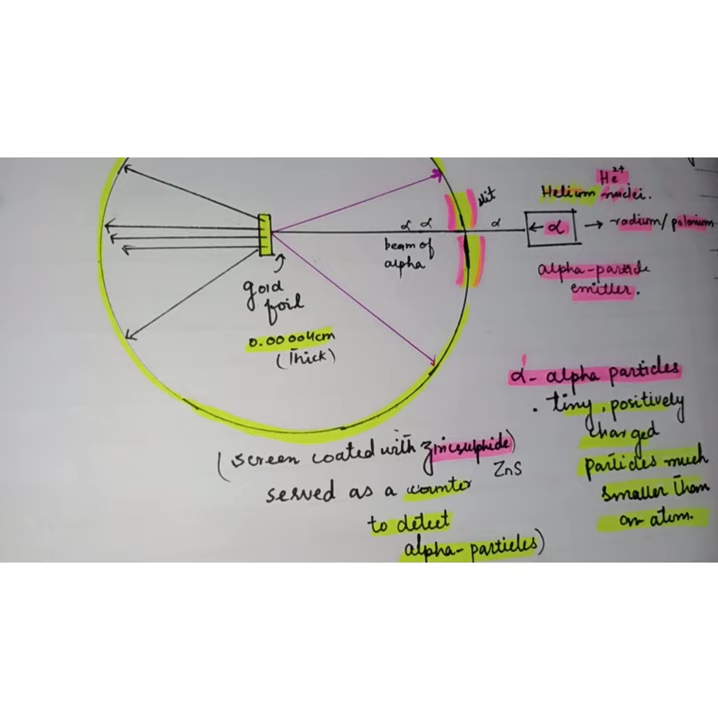 He²⁺
Helium nuclei.
slit
α α
α
← α
→ radium/polonium
beam of
alpha
alpha-particle
emitter.
gold
foil
0.00004cm
(Thick)
α - alpha particles
. tiny, positively
charged
particles much
smaller than
an atom.
(screen coated with zincsulphide)
ZnS
served as a counter
to detect
alpha-particles)